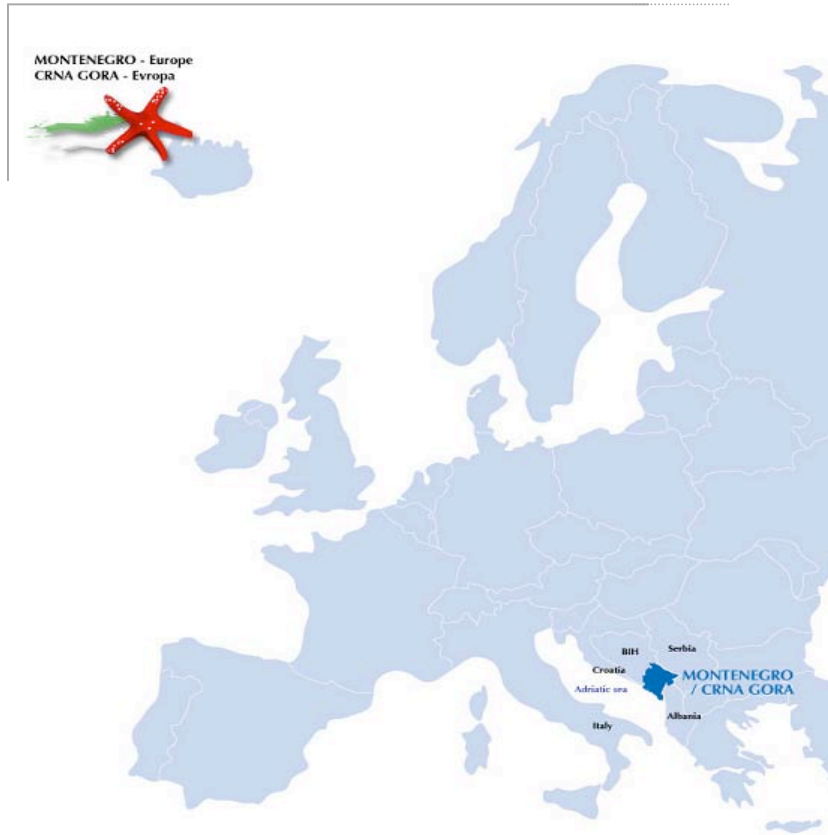 MONTENEGRO - Europe
CRNA GORA - Evropa
BIH
Serbia
Croatia
MONTENEGRO
/ CRNA GORA
Adriatic sea
Albania
Italy